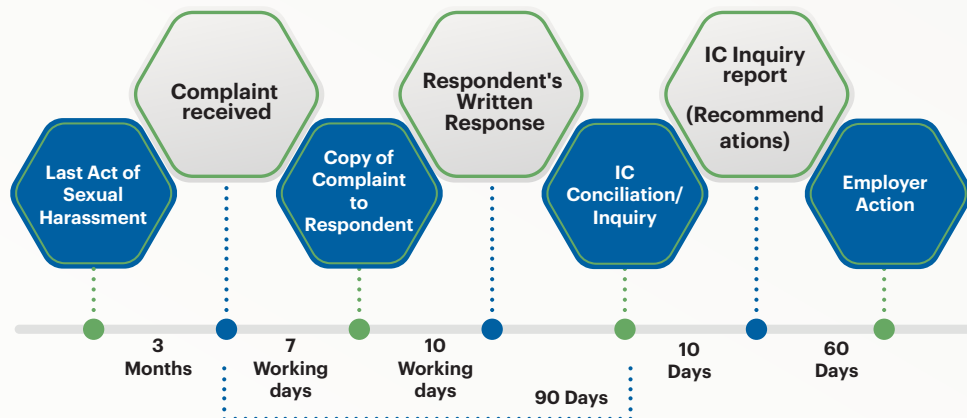 Last Act of
Sexual
Harassment
Complaint
received
Copy of
Complaint
to
Respondent
Respondent's
Written
Response
IC
Conciliation/
Inquiry
IC Inquiry
report
(Recommend
ations)
Employer
Action
3
Months
7
Working
days
10
Working
days
90 Days
10
Days
60
Days